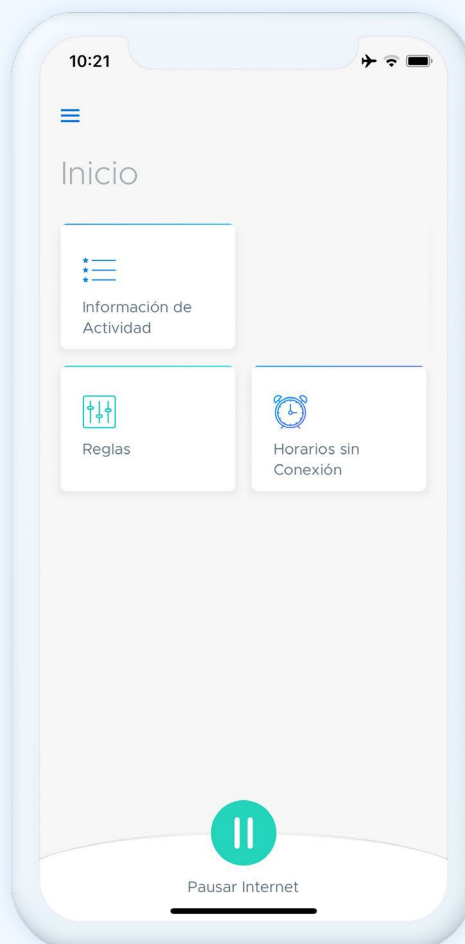 10:21
Inicio
Información de
Actividad
Reglas
Horarios sin
Conexión
Pausar Internet